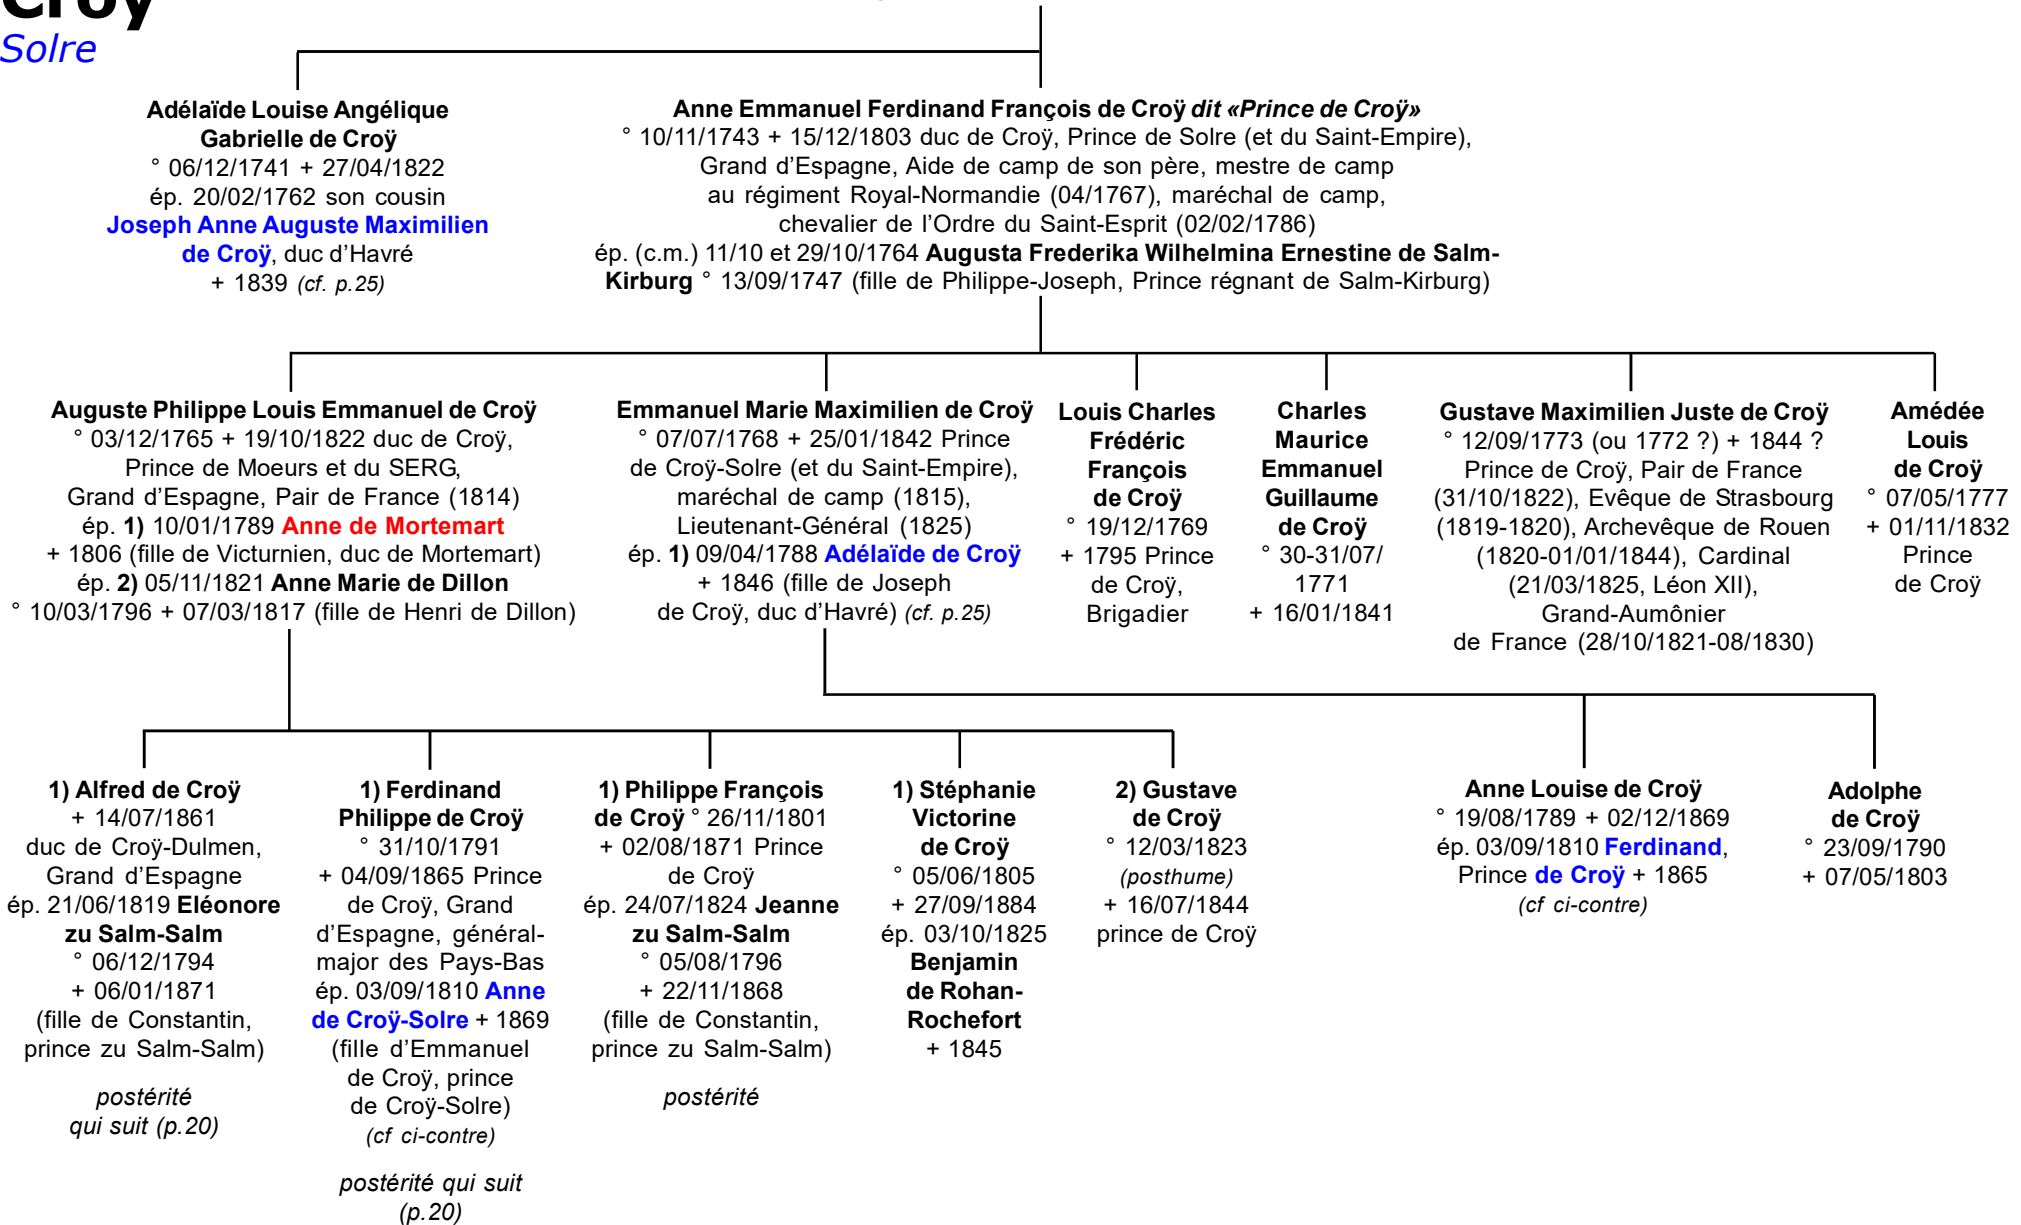 Croÿ
Solre
Adélaïde Louise Angélique
Gabrielle de Croÿ
° 06/12/1741 + 27/04/1822
ép. 20/02/1762 son cousin
Joseph Anne Auguste Maximilien
de Croÿ, duc d’Havré
+ 1839 (cf. p.25)
Anne Emmanuel Ferdinand François de Croÿ dit «Prince de Croÿ»
° 10/11/1743 + 15/12/1803 duc de Croÿ, Prince de Solre (et du Saint-Empire),
Grand d’Espagne, Aide de camp de son père, mestre de camp
au régiment Royal-Normandie (04/1767), maréchal de camp,
chevalier de l’Ordre du Saint-Esprit (02/02/1786)
ép. (c.m.) 11/10 et 29/10/1764 Augusta Frederika Wilhelmina Ernestine de Salm-
Kirburg ° 13/09/1747 (fille de Philippe-Joseph, Prince régnant de Salm-Kirburg)
Auguste Philippe Louis Emmanuel de Croÿ
° 03/12/1765 + 19/10/1822 duc de Croÿ,
Prince de Moeurs et du SERG,
Grand d’Espagne, Pair de France (1814)
ép. 1) 10/01/1789 Anne de Mortemart
+ 1806 (fille de Victurnien, duc de Mortemart)
ép. 2) 05/11/1821 Anne Marie de Dillon
° 10/03/1796 + 07/03/1817 (fille de Henri de Dillon)
Emmanuel Marie Maximilien de Croÿ
° 07/07/1768 + 25/01/1842 Prince
de Croÿ-Solre (et du Saint-Empire),
maréchal de camp (1815),
Lieutenant-Général (1825)
ép. 1) 09/04/1788 Adélaïde de Croÿ
+ 1846 (fille de Joseph
de Croÿ, duc d’Havré) (cf. p.25)
Louis Charles
Frédéric
François
de Croÿ
° 19/12/1769
+ 1795 Prince
de Croÿ,
Brigadier
Charles
Maurice
Emmanuel
Guillaume
de Croÿ
° 30-31/07/
1771
+ 16/01/1841
Gustave Maximilien Juste de Croÿ
° 12/09/1773 (ou 1772 ?) + 1844 ?
Prince de Croÿ, Pair de France
(31/10/1822), Evêque de Strasbourg
(1819-1820), Archevêque de Rouen
(1820-01/01/1844), Cardinal
(21/03/1825, Léon XII),
Grand-Aumônier
de France (28/10/1821-08/1830)
Amédée
Louis
de Croÿ
° 07/05/1777
+ 01/11/1832
Prince
de Croÿ
1) Alfred de Croÿ
+ 14/07/1861
duc de Croÿ-Dulmen,
Grand d’Espagne
ép. 21/06/1819 Eléonore
zu Salm-Salm
° 06/12/1794
+ 06/01/1871
(fille de Constantin,
prince zu Salm-Salm)
postérité
qui suit (p.20)
1) Ferdinand
Philippe de Croÿ
° 31/10/1791
+ 04/09/1865 Prince
de Croÿ, Grand
d’Espagne, général-
major des Pays-Bas
ép. 03/09/1810 Anne
de Croÿ-Solre + 1869
(fille d’Emmanuel
de Croÿ, prince
de Croÿ-Solre)
(cf ci-contre)
postérité qui suit
(p.20)
1) Philippe François
de Croÿ ° 26/11/1801
+ 02/08/1871 Prince
de Croÿ
ép. 24/07/1824 Jeanne
zu Salm-Salm
° 05/08/1796
+ 22/11/1868
(fille de Constantin,
prince zu Salm-Salm)
postérité
1) Stéphanie
Victorine
de Croÿ
° 05/06/1805
+ 27/09/1884
ép. 03/10/1825
Benjamin
de Rohan-
Rochefort
+ 1845
2) Gustave
de Croÿ
° 12/03/1823
(posthume)
+ 16/07/1844
prince de Croÿ
Anne Louise de Croÿ
° 19/08/1789 + 02/12/1869
ép. 03/09/1810 Ferdinand,
Prince de Croÿ + 1865
(cf ci-contre)
Adolphe
de Croÿ
° 23/09/1790
+ 07/05/1803